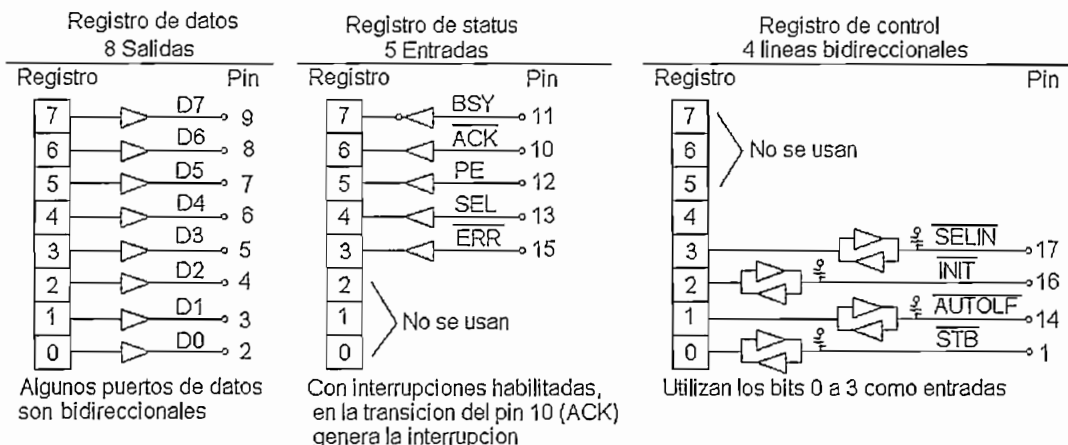 Registro de datos
8 Salidas
Registro Pin
7 D7 9
6 D6 8
5 D5 7
4 D4 6
3 D3 5
2 D2 4
1 D1 3
0 D0 2
Algunos puertos de datos
son bidireccionales
Registro de status
5 Entradas
Registro Pin
7 BSY 11
6 ACK 10
5 PE 12
4 SEL 13
3 ERR 15
2
1 No se usan
0
Con interrupciones habilitadas,
en la transicion del pin 10 (ACK)
genera la interrupcion
Registro de control
4 lineas bidireccionales
Registro Pin
7
6 No se usan
5
4
3 SELIN 17
2 INIT 16
1 AUTOLF 14
0 STB 1
Utilizan los bits 0 a 3 como entradas